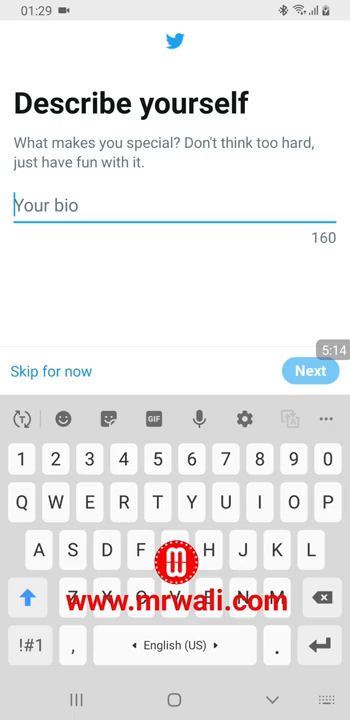 01:29
Describe yourself
What makes you special? Don't think too hard,
just have fun with it.
Your bio
160
5:14
Skip for now
Next
GIF
1 2 3 4 5 6 7 8 9 0
Q W E R T Y U I O P
A S D F H J K L
Z X C V B N M
www.mrwali.com
!#1 , English (US) .